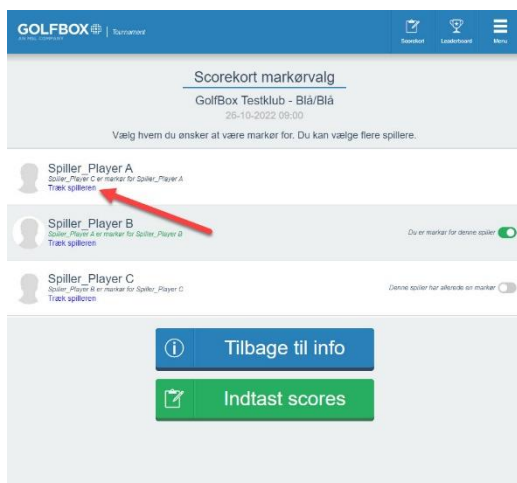 GOLFBOX | Tournament
AN PDL COMPANY
Scorekort
Leaderboard
Menu
Scorekort markørvalg
GolfBox Testklub - Blå/Blå
26-10-2022 09:00
Vælg hvem du ønsker at være markør for. Du kan vælge flere spillere.
Spiller_Player A
Spiller_Player C er markør for Spiller_Player A
Træk spilleren
Spiller_Player B
Spiller_Player A er markør for Spiller_Player B
Træk spilleren
Du er markør for denne spiller
Spiller_Player C
Spiller_Player B er markør for Spiller_Player C
Træk spilleren
Denne spiller har allerede en markør
Tilbage til info
Indtast scores